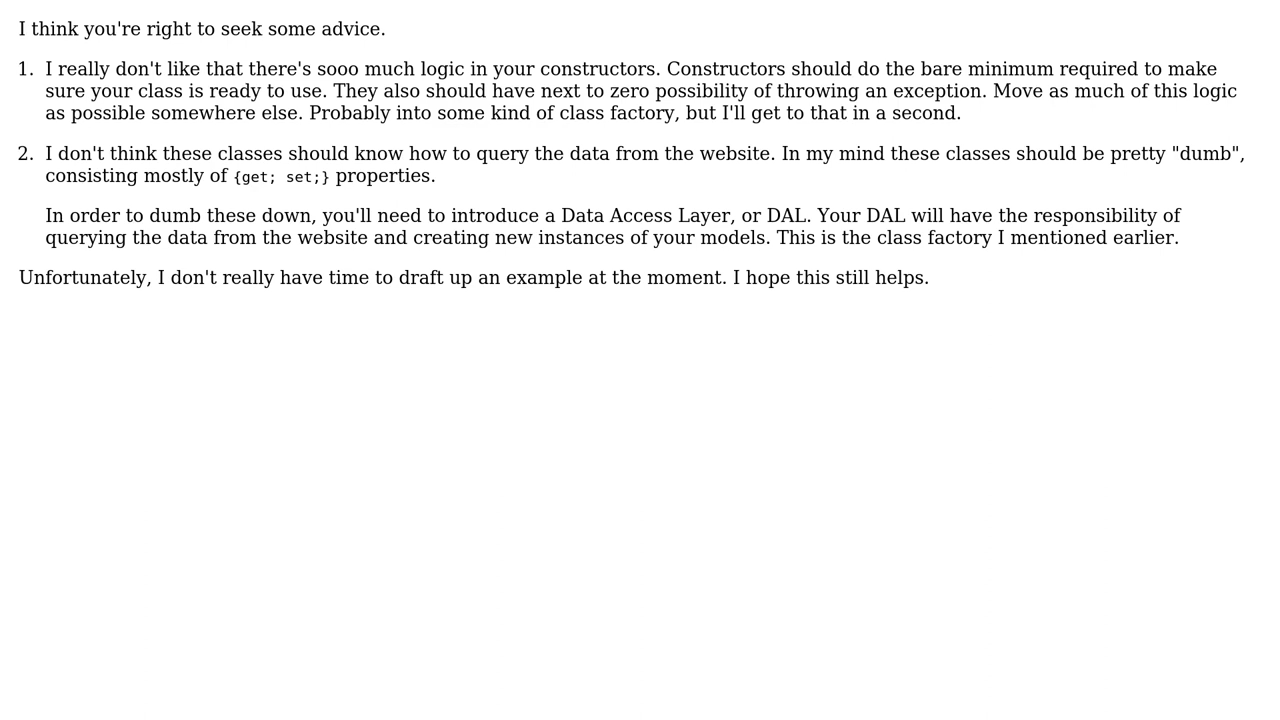 I think you're right to seek some advice.
1. I really don't like that there's sooo much logic in your constructors. Constructors should do the bare minimum required to make
sure your class is ready to use. They also should have next to zero possibility of throwing an exception. Move as much of this logic
as possible somewhere else. Probably into some kind of class factory, but I'll get to that in a second.
2. I don't think these classes should know how to query the data from the website. In my mind these classes should be pretty "dumb",
consisting mostly of {get; set;} properties.
In order to dumb these down, you'll need to introduce a Data Access Layer, or DAL. Your DAL will have the responsibility of
querying the data from the website and creating new instances of your models. This is the class factory I mentioned earlier.
Unfortunately, I don't really have time to draft up an example at the moment. I hope this still helps.